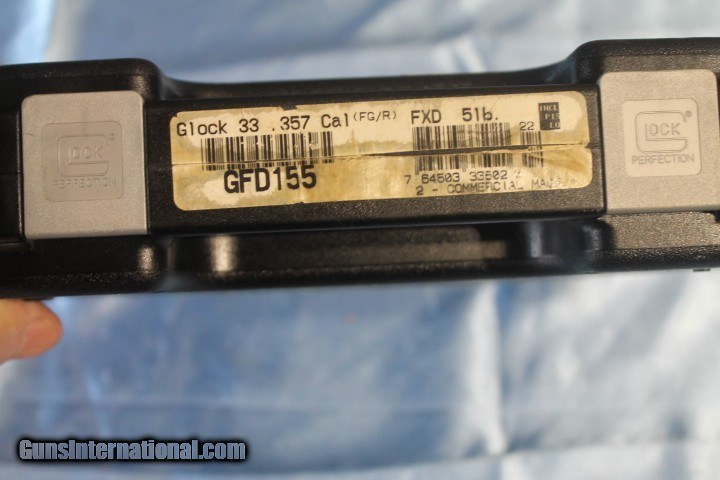 Glock 33 .357 Cal (FG/R) FXD 5lb.
22
GFD155
7 64503 33502
2 - COMMERCIAL
GLOCK
PERFECTION
GLOCK
PERFECTION
GunsInternational.com